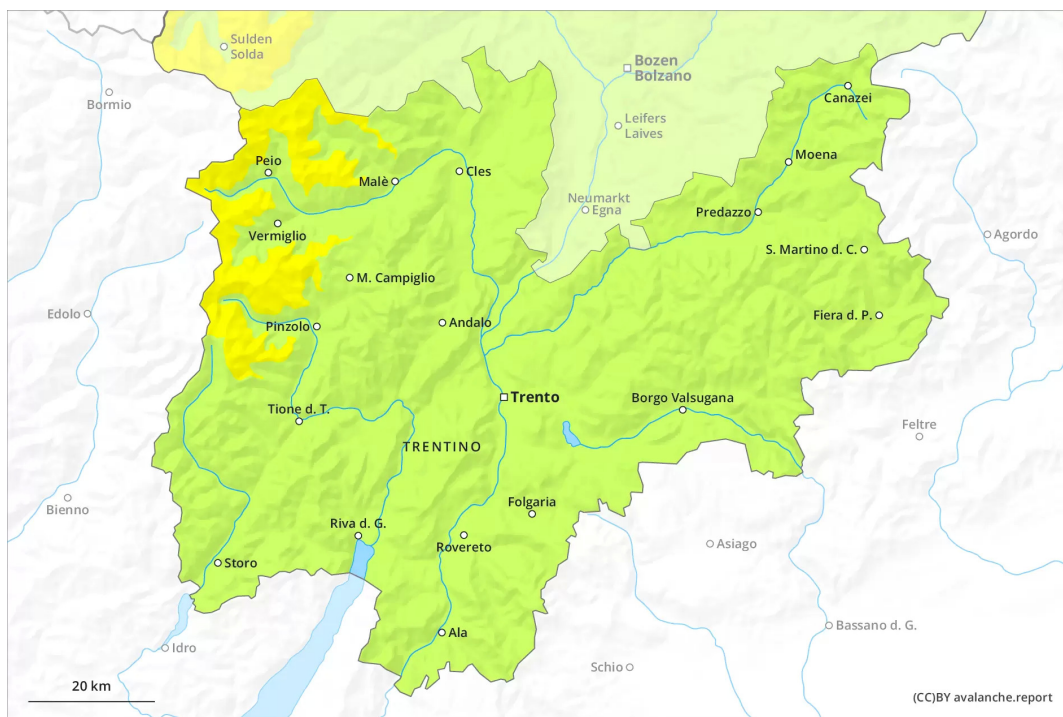 Sulden
Solda
Bozen
Bolzano
Bormio
Canazei
Leifers
Laives
Moena
Peio
Malè
Cles
Neumarkt
Egna
Predazzo
Vermiglio
Agordo
S. Martino d. C.
M. Campiglio
Edolo
Pinzolo
Andalo
Fiera d. P.
Trento
Borgo Valsugana
Tione d. T.
Feltre
TRENTINO
Bienno
Folgaria
Riva d. G.
Rovereto
Asiago
Storo
Ala
Bassano d. G.
Idro
Schio
20 km
(CC)BY avalanche.report